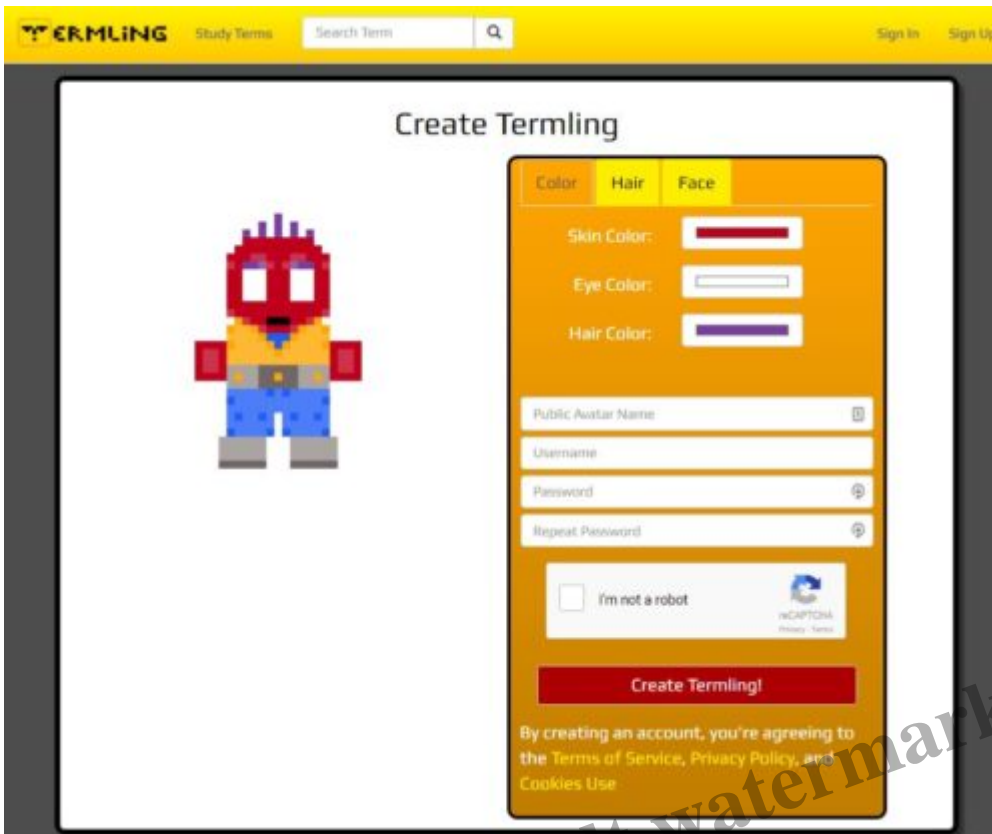 TERMLiNG Study Terms Search Term Sign In Sign Up
Create Termling
Color Hair Face
Skin Color:
Eye Color:
Hair Color:
Public Avatar Name
Username
Password
Repeat Password
I'm not a robot
reCAPTCHA
Privacy - Terms
Create Termling!
By creating an account, you're agreeing to
the Terms of Service, Privacy Policy, and
Cookies Use
watermark